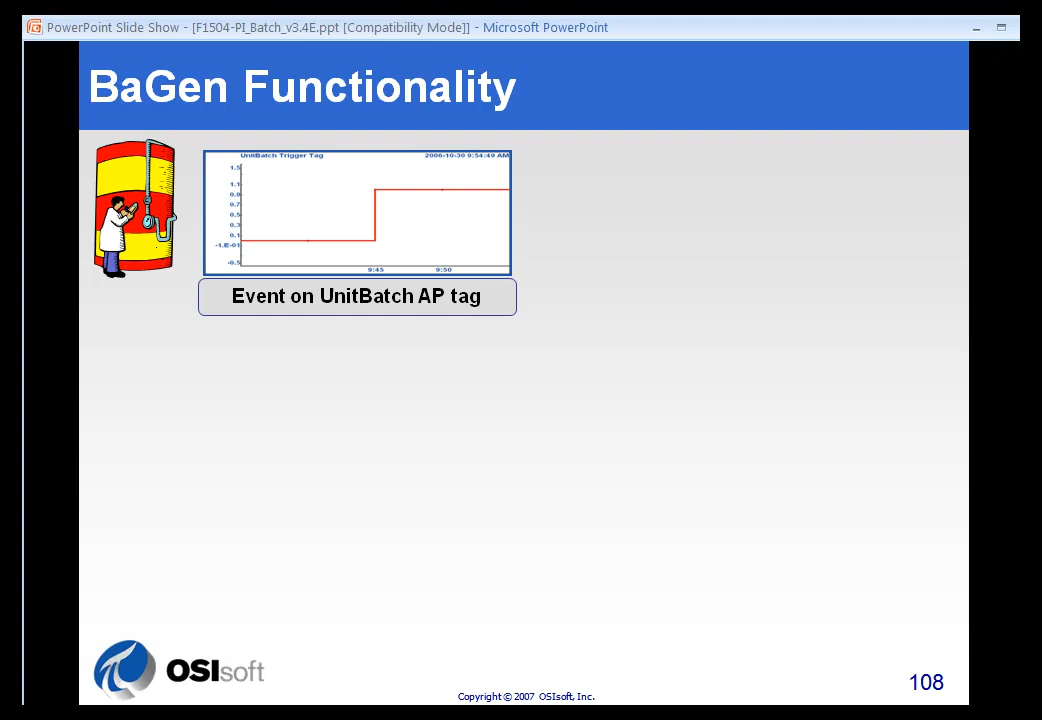 PowerPoint Slide Show - [F1504-PI_Batch_v3.4E.ppt [Compatibility Mode]] - Microsoft PowerPoint
BaGen Functionality
UnitBatch Trigger Tag 2006-10-30 9:54:49 AM
1.5
1.1
0.9
0.7
0.5
0.3
0.1
-1.E-01
-0.5
9:45 9:50
Event on UnitBatch AP tag
OSIsoft
Copyright © 2007 OSIsoft, Inc.
108